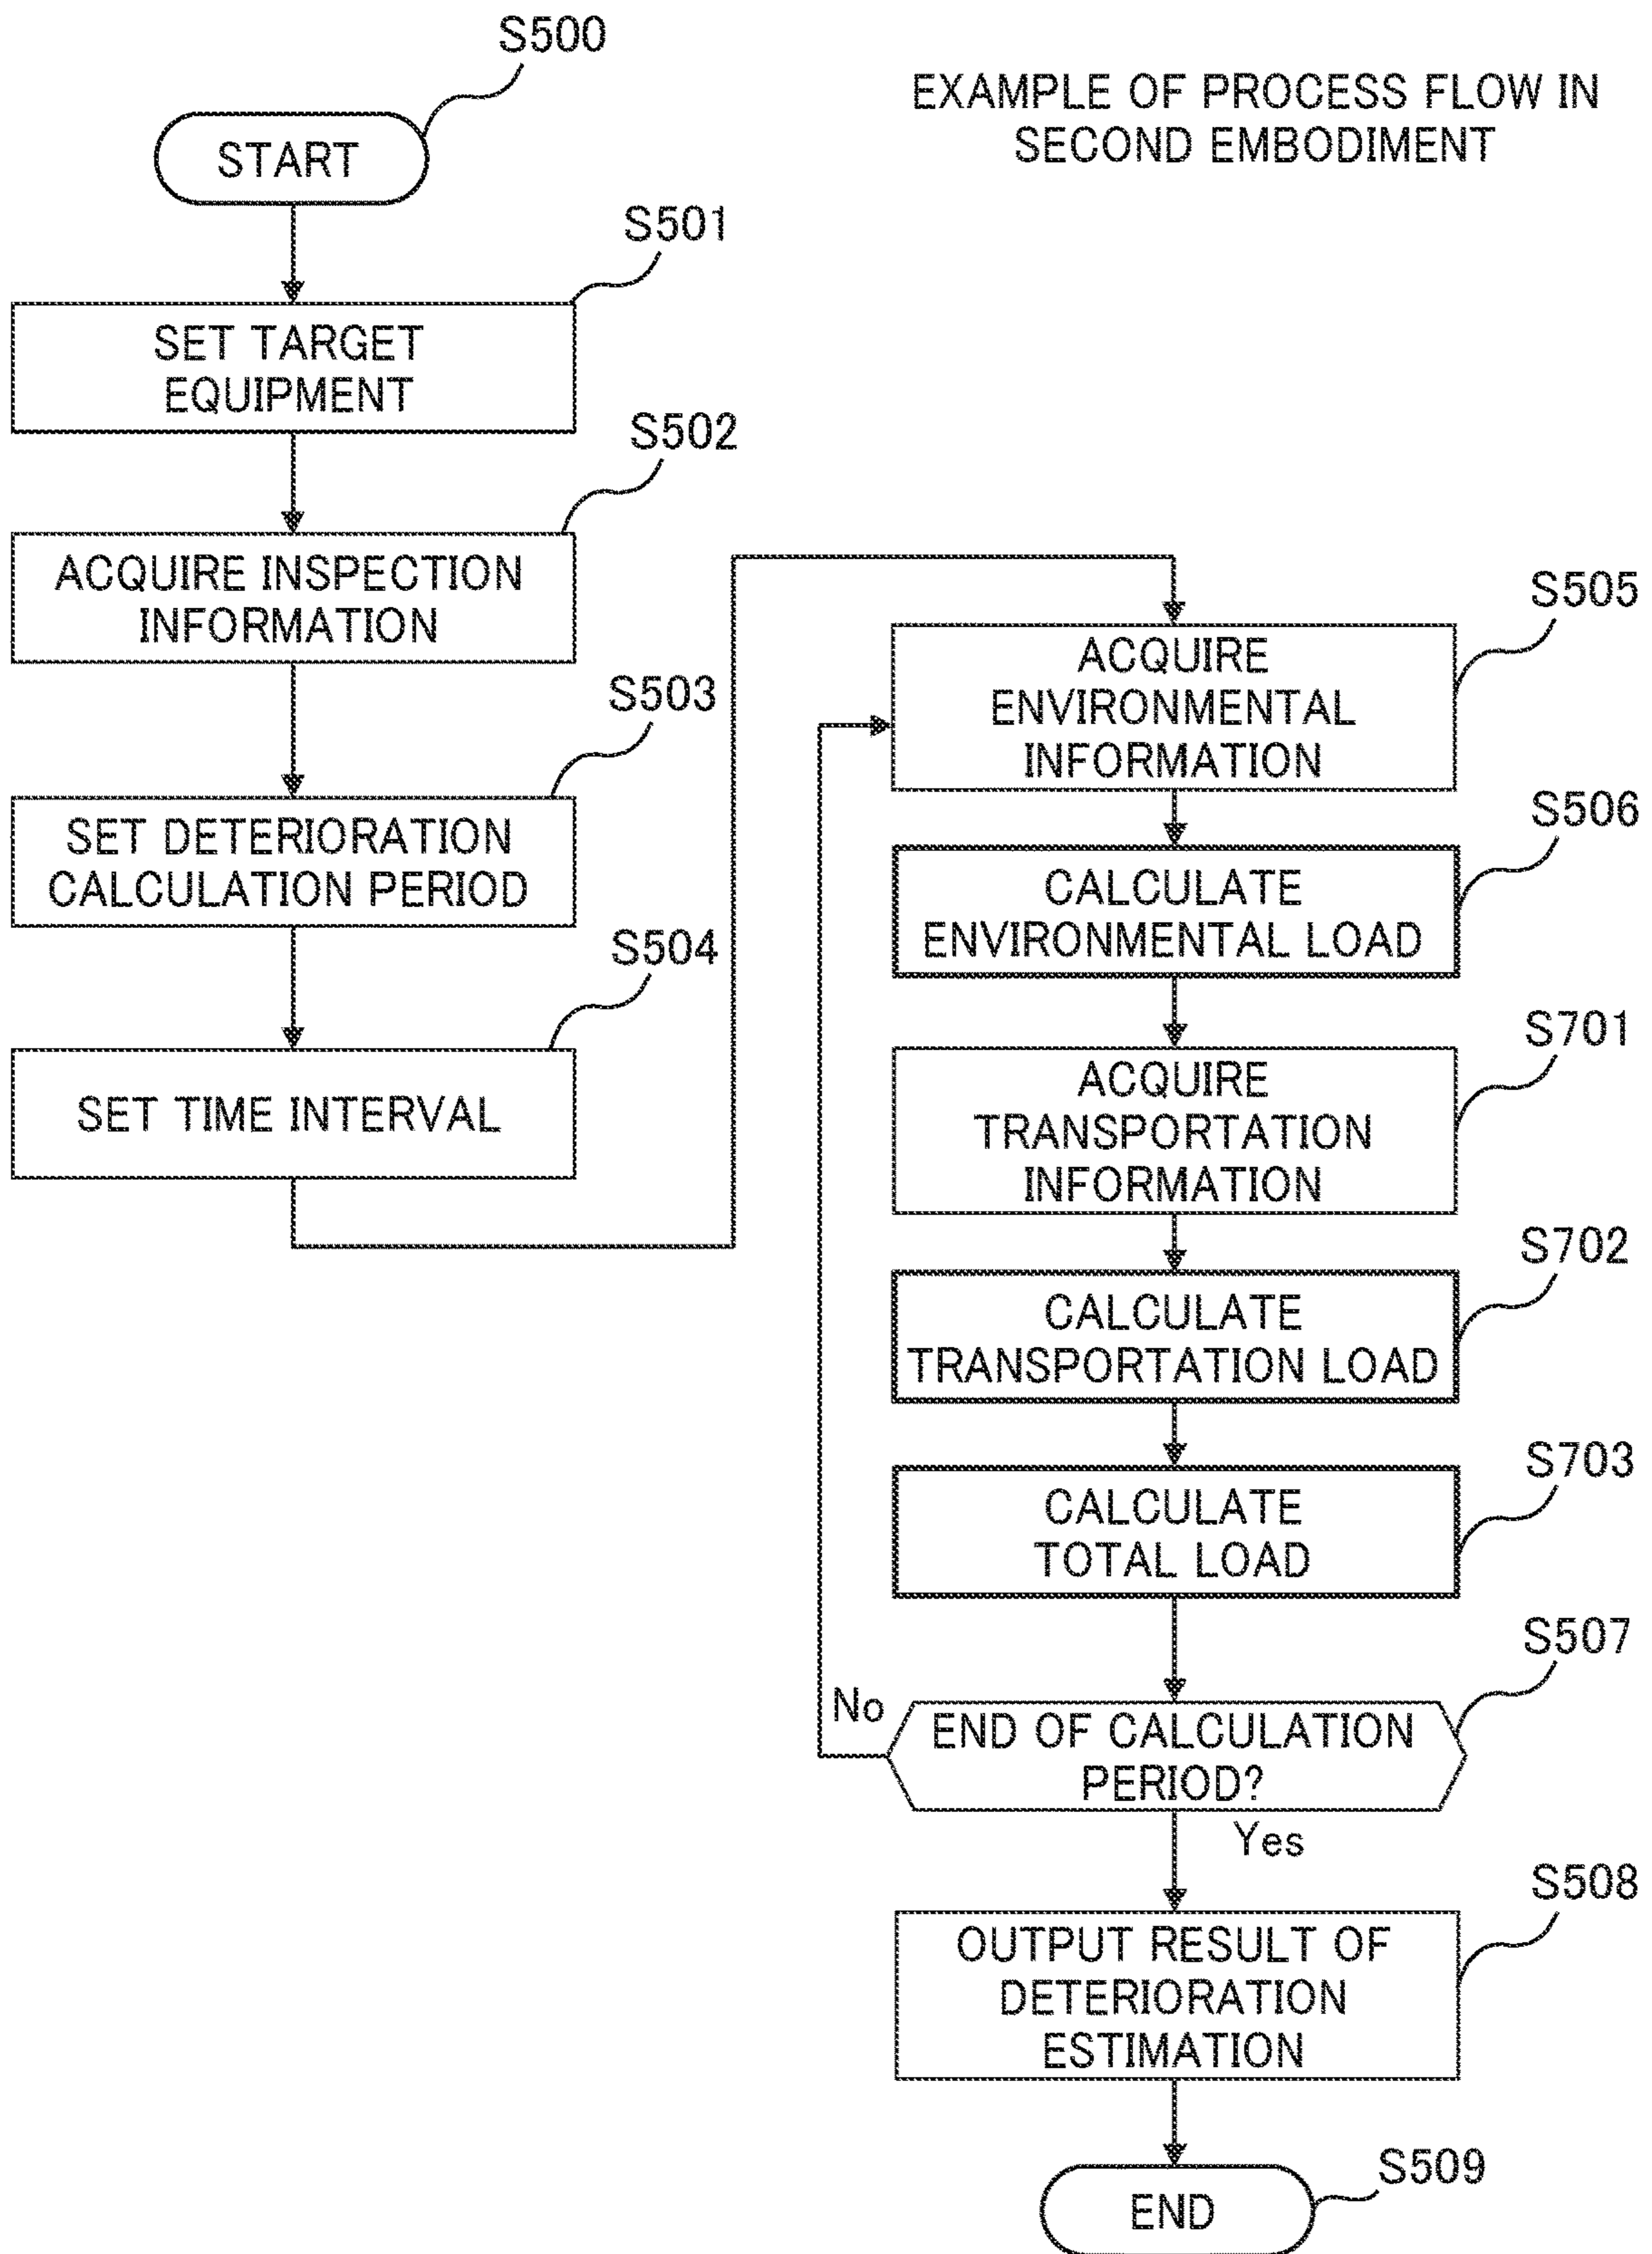 S500
EXAMPLE OF PROCESS FLOW IN
SECOND EMBODIMENT
START
S501
SET TARGET
EQUIPMENT
S502
ACQUIRE INSPECTION
INFORMATION
S503
SET DETERIORATION
CALCULATION PERIOD
S504
SET TIME INTERVAL
S505
ACQUIRE
ENVIRONMENTAL
INFORMATION
S506
CALCULATE
ENVIRONMENTAL LOAD
S701
ACQUIRE
TRANSPORTATION
INFORMATION
S702
CALCULATE
TRANSPORTATION LOAD
S703
CALCULATE
TOTAL LOAD
S507
No
END OF CALCULATION
PERIOD?
Yes
S508
OUTPUT RESULT OF
DETERIORATION
ESTIMATION
S509
END